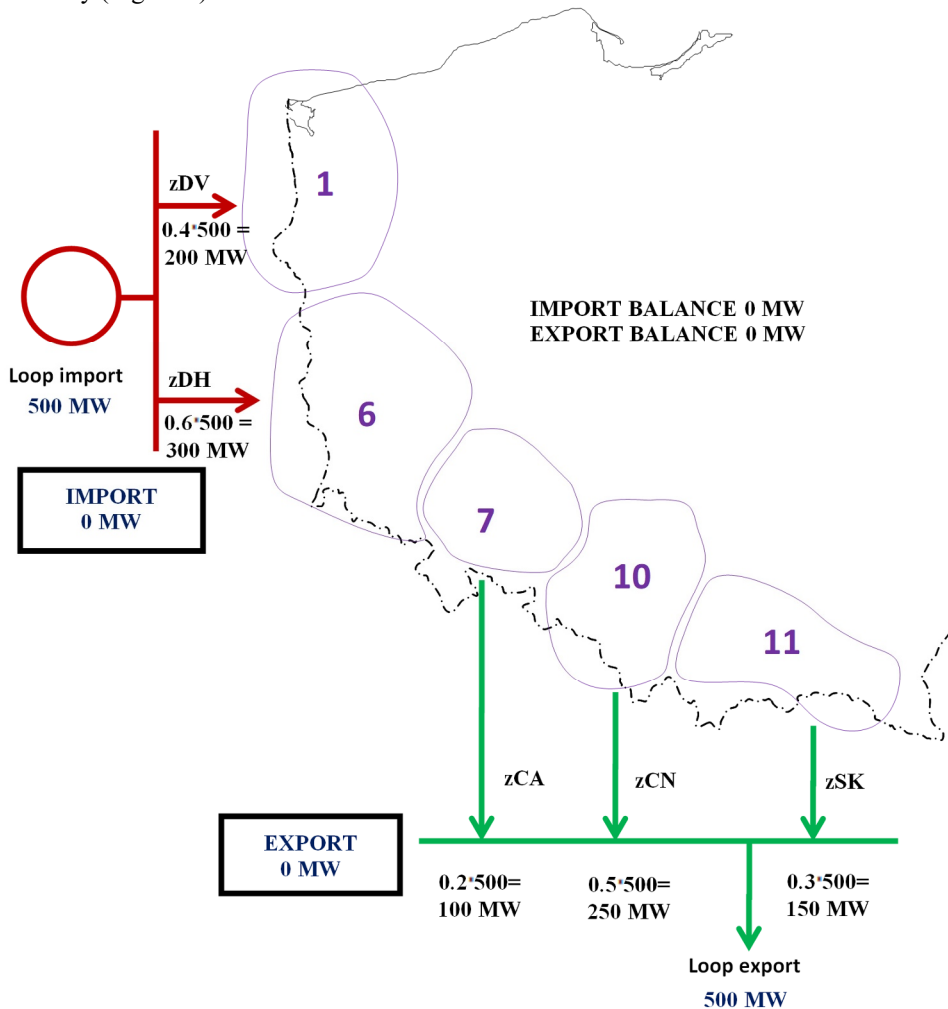 1
zDV
0.4*500 =
200 MW
IMPORT BALANCE 0 MW
EXPORT BALANCE 0 MW
Loop import
500 MW
zDH
0.6*500=
300 MW
6
IMPORT
0 MW
7
10
11
zCA
zCN
zSK
EXPORT
0 MW
0.2*500=
100 MW
0.5*500=
250 MW
0.3*500=
150 MW
Loop export
500 MW